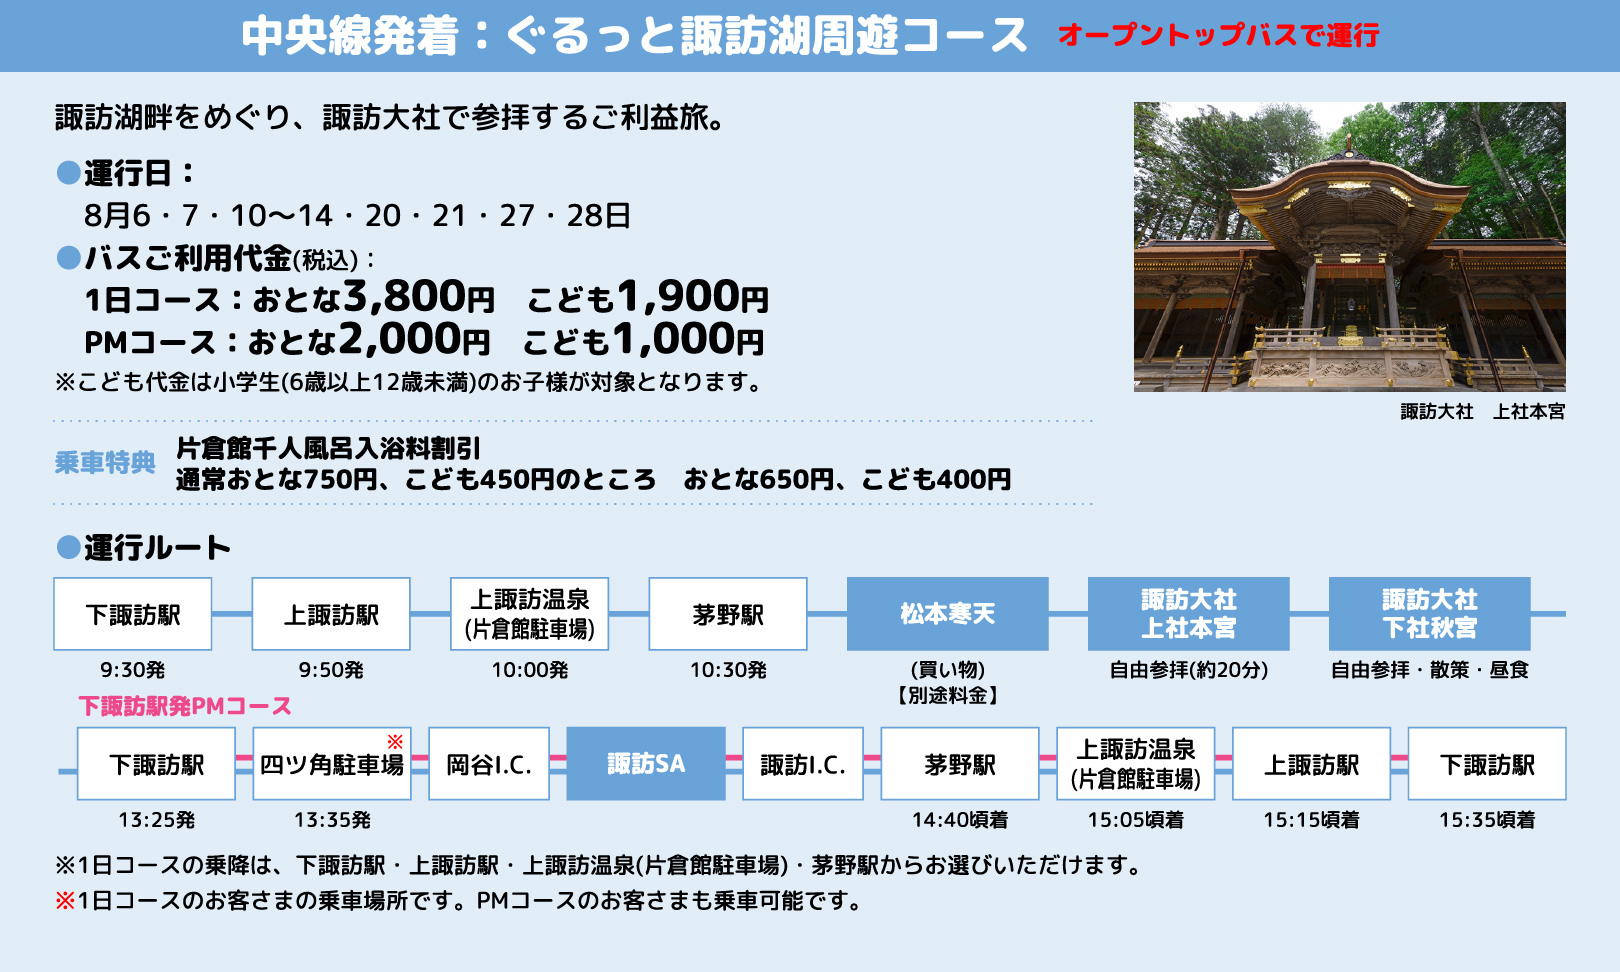 中央線発着：ぐるっと諏訪湖周遊コース　オープントップバスで運行
諏訪湖畔をめぐり、諏訪大社で参拝するご利益旅。
●運行日：
8月6・7・10〜14・20・21・27・28日
●バスご利用代金(税込)：
1日コース：おとな3,800円　こども1,900円
PMコース：おとな2,000円　こども1,000円
※こども代金は小学生(6歳以上12歳未満)のお子様が対象となります。
諏訪大社　上社本宮
乗車特典
片倉館千人風呂入浴料割引
通常おとな750円、こども450円のところ　おとな650円、こども400円
●運行ルート
下諏訪駅
9:30発
上諏訪駅
9:50発
上諏訪温泉
(片倉館駐車場)
10:00発
茅野駅
10:30発
松本寒天
(買い物)
【別途料金】
諏訪大社
上社本宮
自由参拝(約20分)
諏訪大社
下社秋宮
自由参拝・散策・昼食
下諏訪駅発PMコース
下諏訪駅
13:25発
四ツ角駐車場※
13:35発
岡谷I.C.
諏訪SA
諏訪I.C.
茅野駅
14:40頃着
上諏訪温泉
(片倉館駐車場)
15:05頃着
上諏訪駅
15:15頃着
下諏訪駅
15:35頃着
※1日コースの乗降は、下諏訪駅・上諏訪駅・上諏訪温泉(片倉館駐車場)・茅野駅からお選びいただけます。
※1日コースのお客さまの乗車場所です。PMコースのお客さまも乗車可能です。